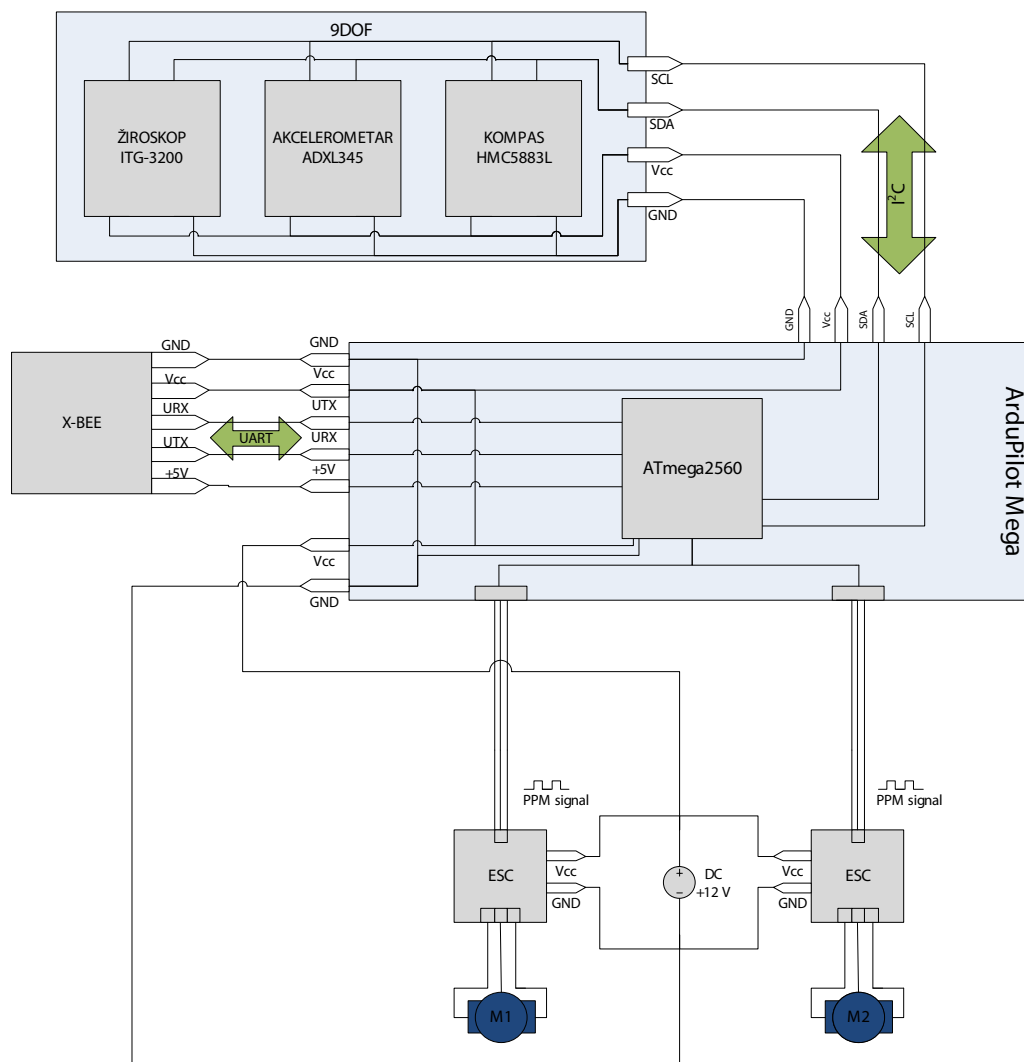 9DOF
SCL
ŽIROSKOP
ITG-3200
AKCELEROMETAR
ADXL345
KOMPAS
HMC5883L
SDA
Vcc
GND
I²C
GND
Vcc
SDA
SCL
X-BEE
GND
Vcc
URX
UTX
+5V
UART
GND
Vcc
UTX
URX
+5V
Vcc
GND
ATmega2560
ArduPilot Mega
PPM signal
PPM signal
ESC
Vcc
GND
+
–
DC
+12 V
Vcc
GND
ESC
M1
M2